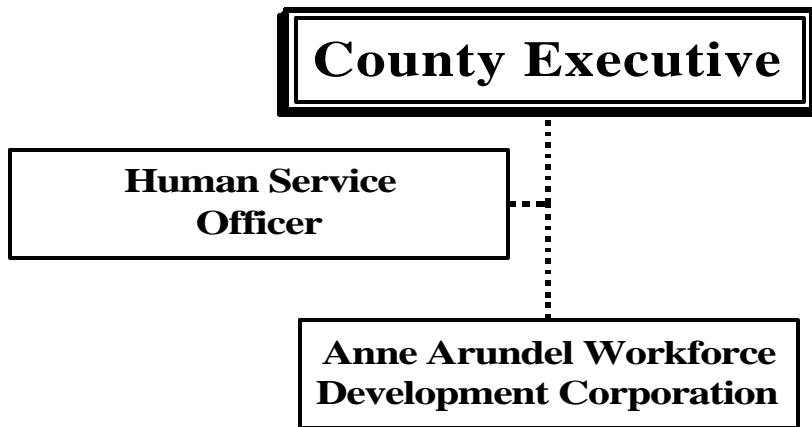 County Executive
Human Service
Officer
Anne Arundel Workforce
Development Corporation